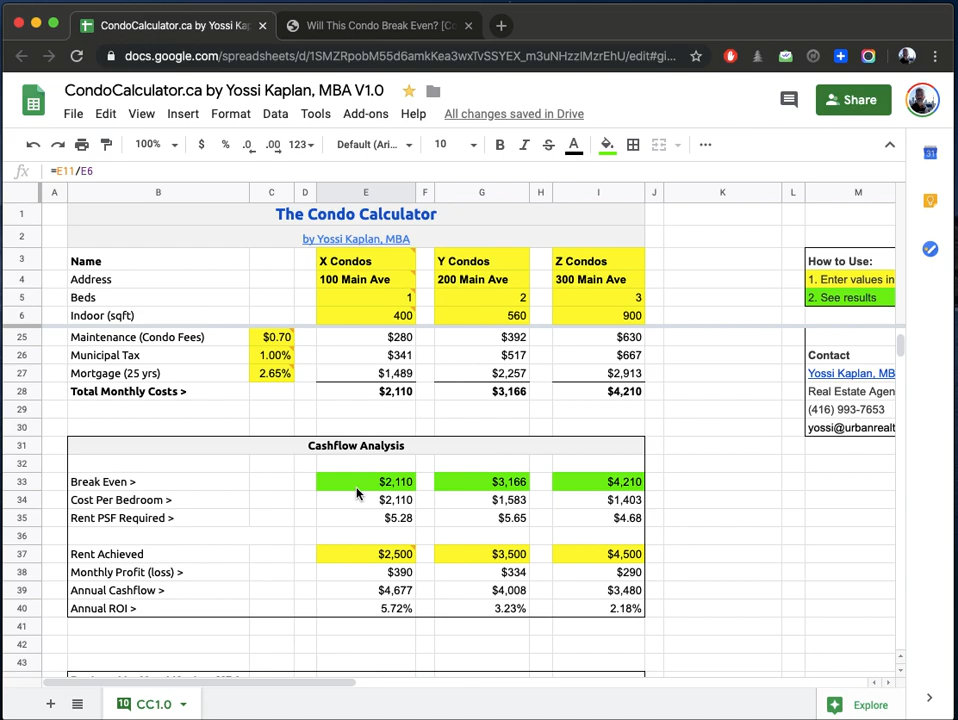 CondoCalculator.ca by Yossi Kap
Will This Condo Break Even? [Co
docs.google.com/spreadsheets/d/1SMZRpobM55d6amkKea3wxTvSSYEX_m3uNHzzlMzrEhU/edit#gi...
CondoCalculator.ca by Yossi Kaplan, MBA V1.0
Share
File Edit View Insert Format Data Tools Add-ons Help All changes saved in Drive
100% $ % .0 .00 123 Default (Ari... 10 B I S A
fx =E11/E6
A B C D E F G H I J K L M
1 The Condo Calculator
2 by Yossi Kaplan, MBA
3 Name X Condos Y Condos Z Condos How to Use:
4 Address 100 Main Ave 200 Main Ave 300 Main Ave 1. Enter values in
5 Beds 1 2 3 2. See results
6 Indoor (sqft) 400 560 900
25 Maintenance (Condo Fees) $0.70 $280 $392 $630
26 Municipal Tax 1.00% $341 $517 $667 Contact
27 Mortgage (25 yrs) 2.65% $1,489 $2,257 $2,913 Yossi Kaplan, MB
28 Total Monthly Costs > $2,110 $3,166 $4,210 Real Estate Agen
29 (416) 993-7653
30 yossi@urbanrealt
31 Cashflow Analysis
32
33 Break Even > $2,110 $3,166 $4,210
34 Cost Per Bedroom > $2,110 $1,583 $1,403
35 Rent PSF Required > $5.28 $5.65 $4.68
36
37 Rent Achieved $2,500 $3,500 $4,500
38 Monthly Profit (loss) > $390 $334 $290
39 Annual Cashflow > $4,677 $4,008 $3,480
40 Annual ROI > 5.72% 3.23% 2.18%
41
42
43
10 CC1.0
Explore
31